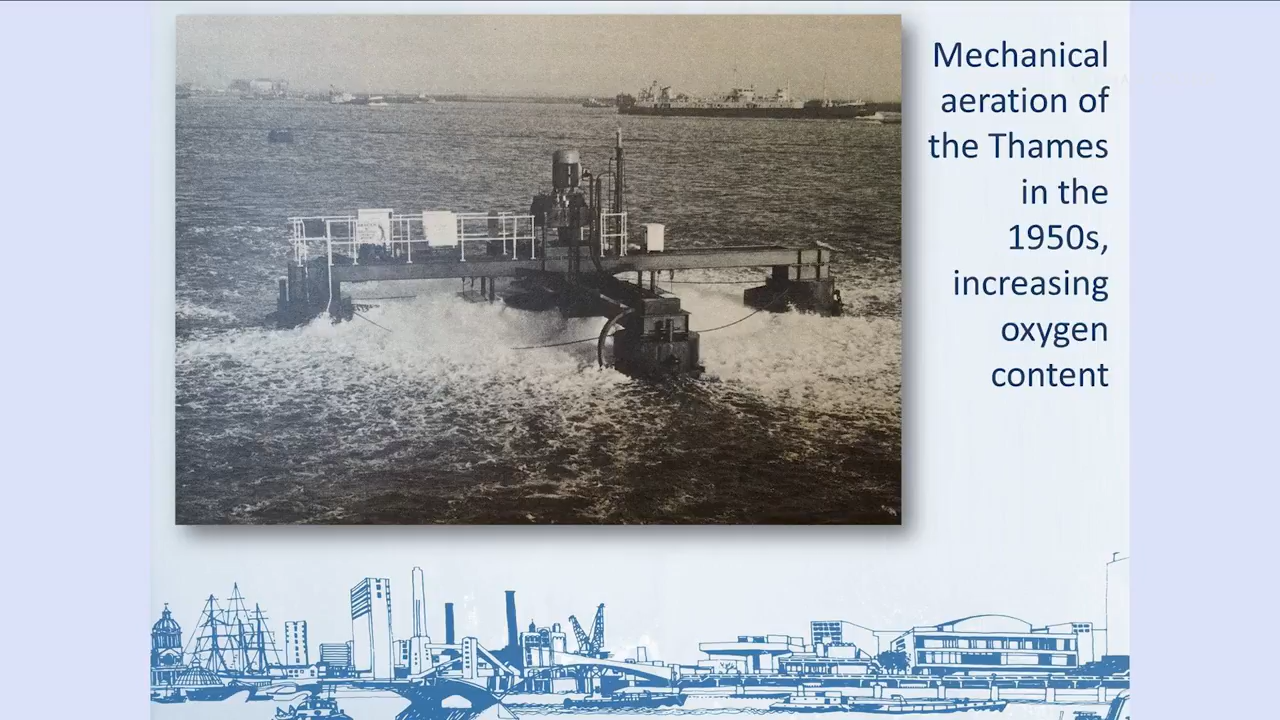 Mechanical
aeration of
the Thames
in the
1950s,
increasing
oxygen
content